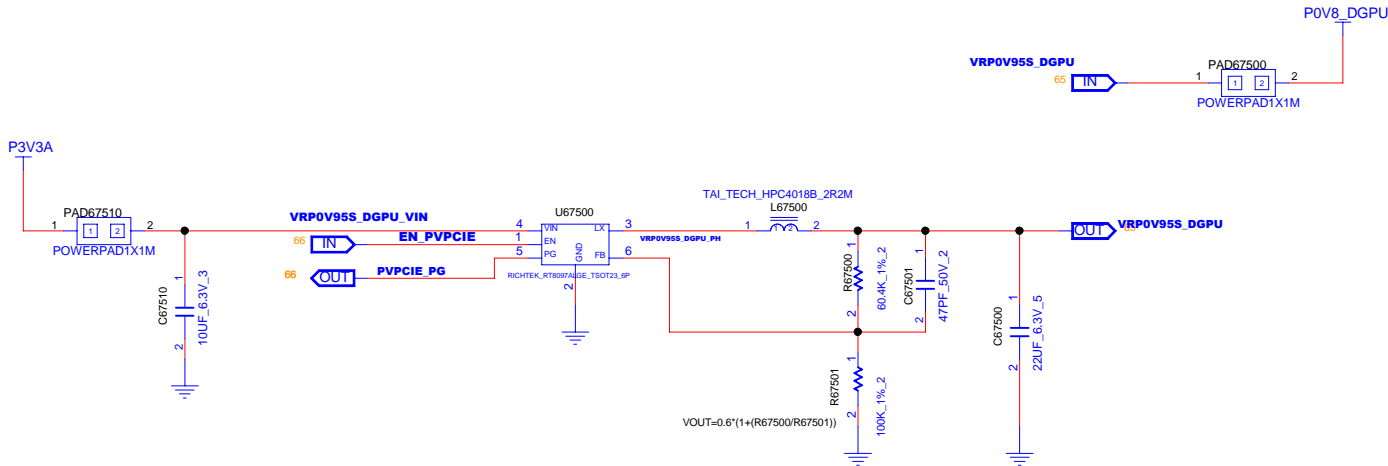 P0V8_DGPU
VRP0V95S_DGPU
65
IN
1
PAD67500
1
2
2
POWERPAD1X1M
P3V3A
PAD67510
1
1
2
2
POWERPAD1X1M
C67510
1
2
10UF_6.3V_3
VRP0V95S_DGPU_VIN
4
66
IN
EN_PVPCIE
1
66
OUT
PVPCIE_PG
5
U67500
VIN
LX
EN
PG
GND
FB
3
6
2
RICHTEK_RT8097ALGE_TSOT23_6P
VRP0V95S_DGPU_PH
TAI_TECH_HPC4018B_2R2M
L67500
1
2
R67500
1
2
60.4K_1%_2
C67501
1
2
47PF_50V_2
R67501
1
2
100K_1%_2
VOUT=0.6*(1+(R67500/R67501))
C67500
1
2
22UF_6.3V_5
OUT
VRP0V95S_DGPU